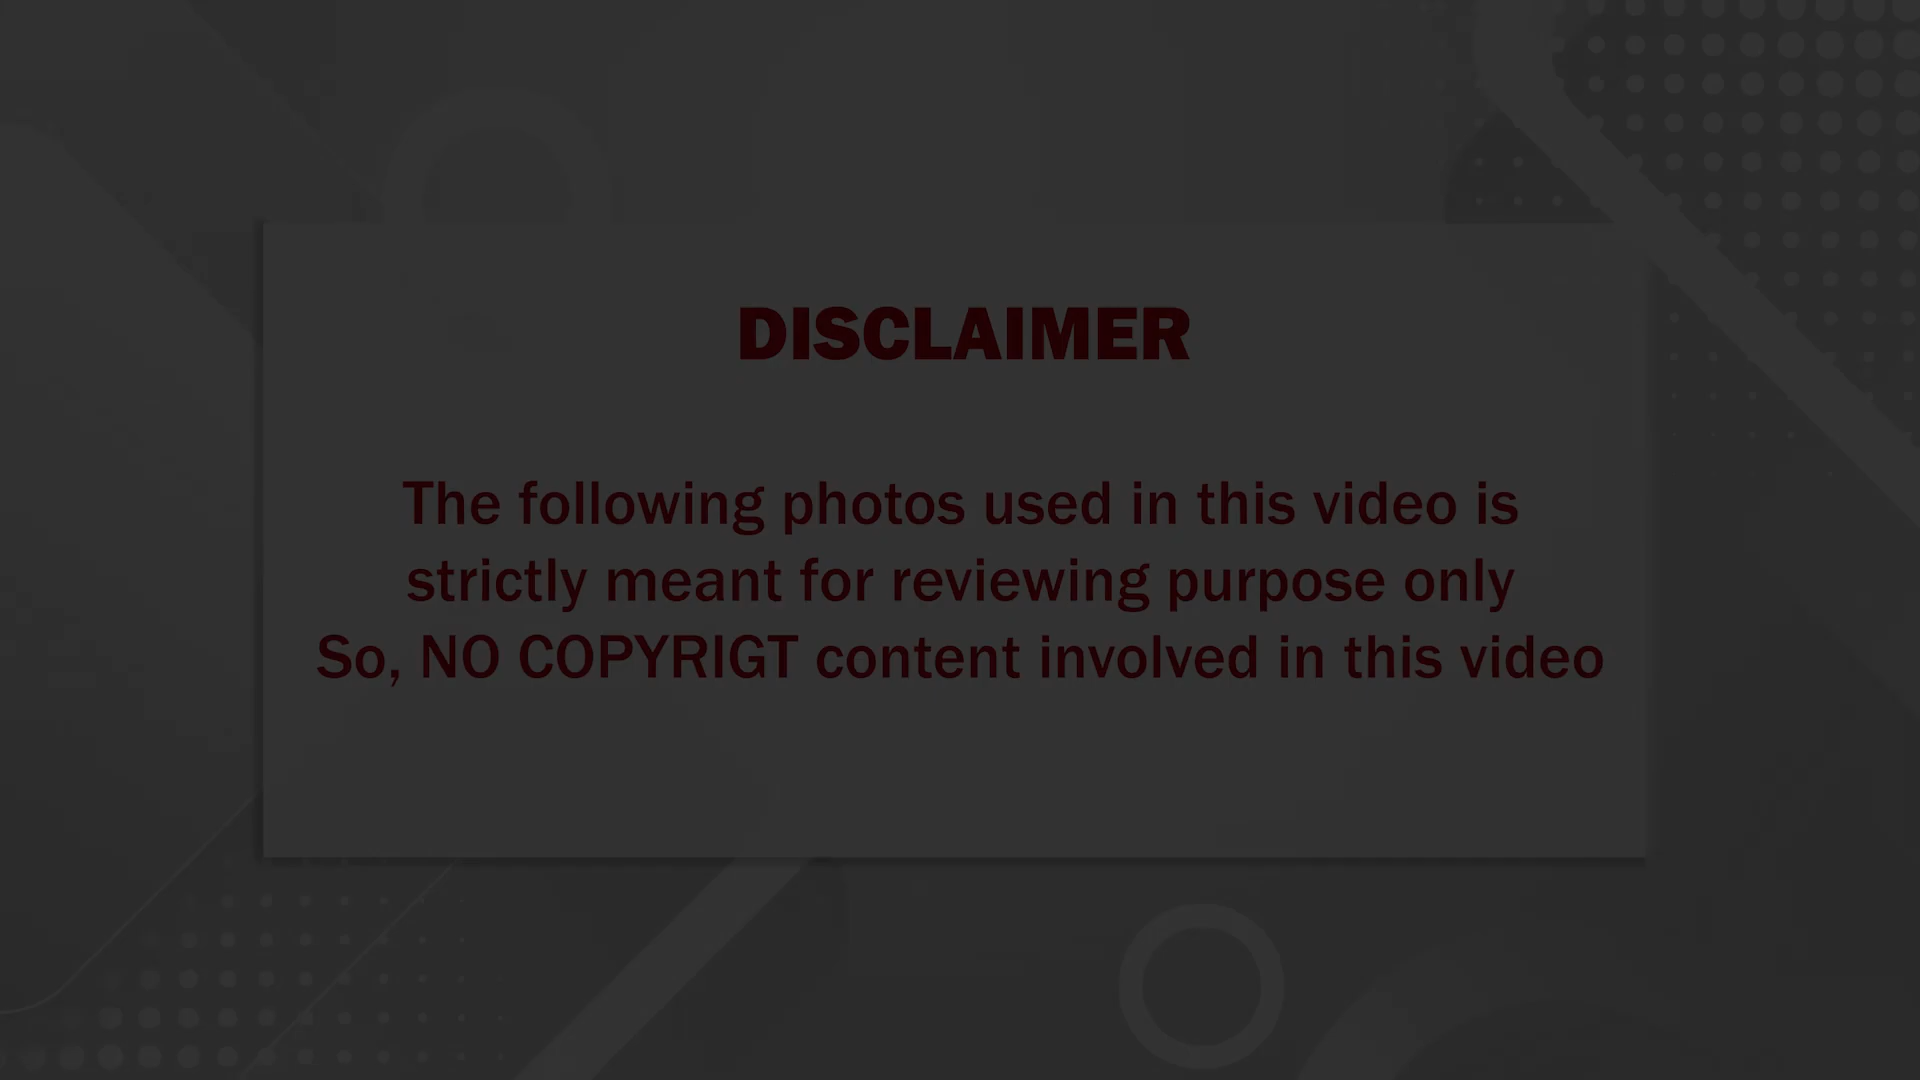 DISCLAIMER
The following photos used in this video is
strictly meant for reviewing purpose only
So, NO COPYRIGT content involved in this video